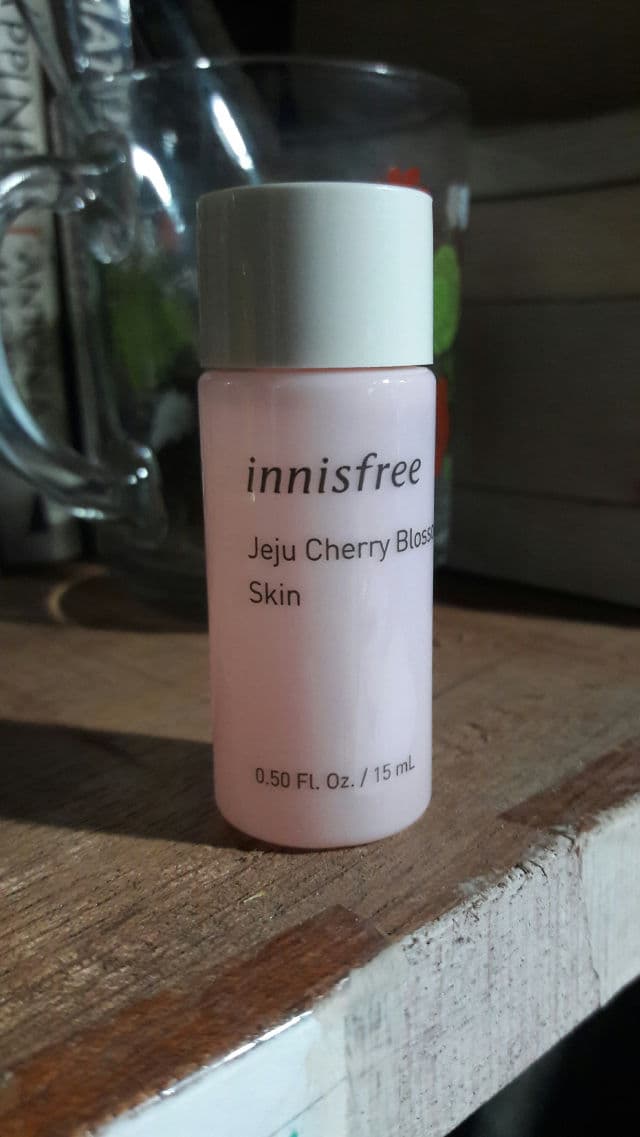 innisfree
Jeju Cherry Blosso
Skin
0.50 Fl. Oz. / 15 mL